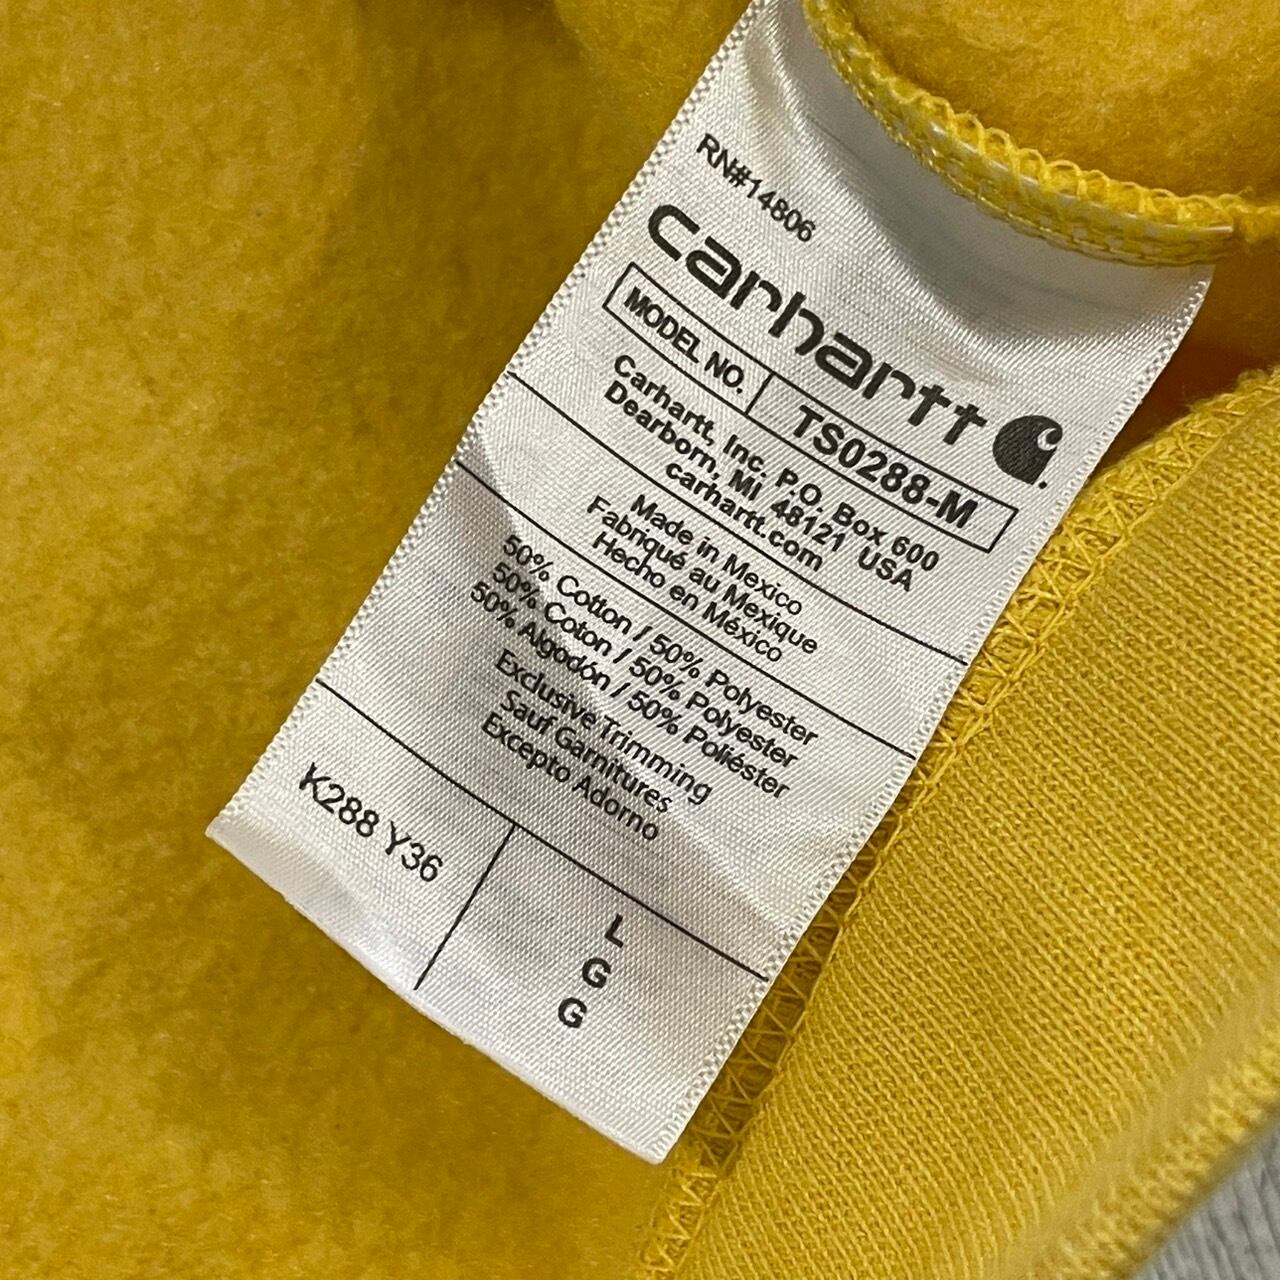 RN#14806
carhartt
MODEL NO. TS0288-M
Carhartt, Inc. P.O. Box 600
Dearborn, MI 48121 USA
carhartt.com
Made in Mexico
Fabriqué au Mexique
Hecho en México
50% Cotton / 50% Polyester
50% Coton / 50% Polyester
50% Algodón / 50% Poliéster
Exclusive Trimming
Sauf Garnitures
Excepto Adorno
K288 Y36
L
G
G